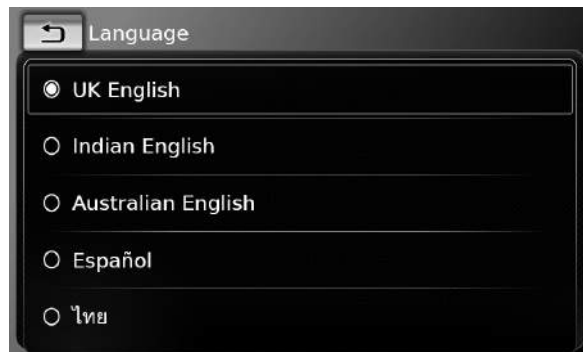 Language
UK English
Indian English
Australian English
Español
ไทย